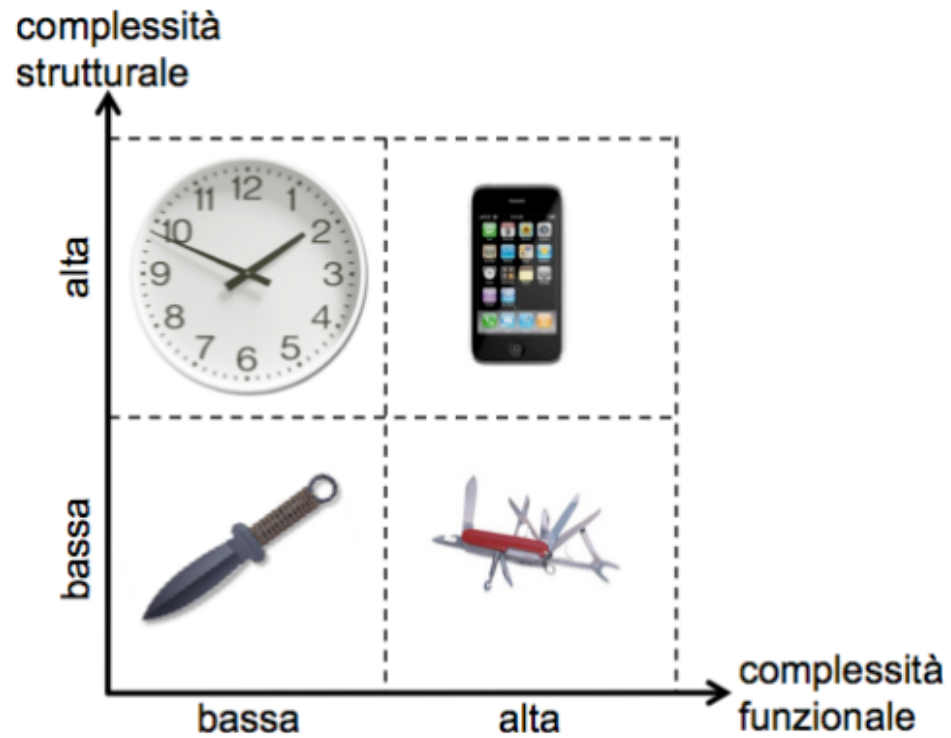 complessità
strutturale
alta
12
11
1
10
2
9
3
8
4
7
5
6
bassa
bassa
alta
complessità
funzionale